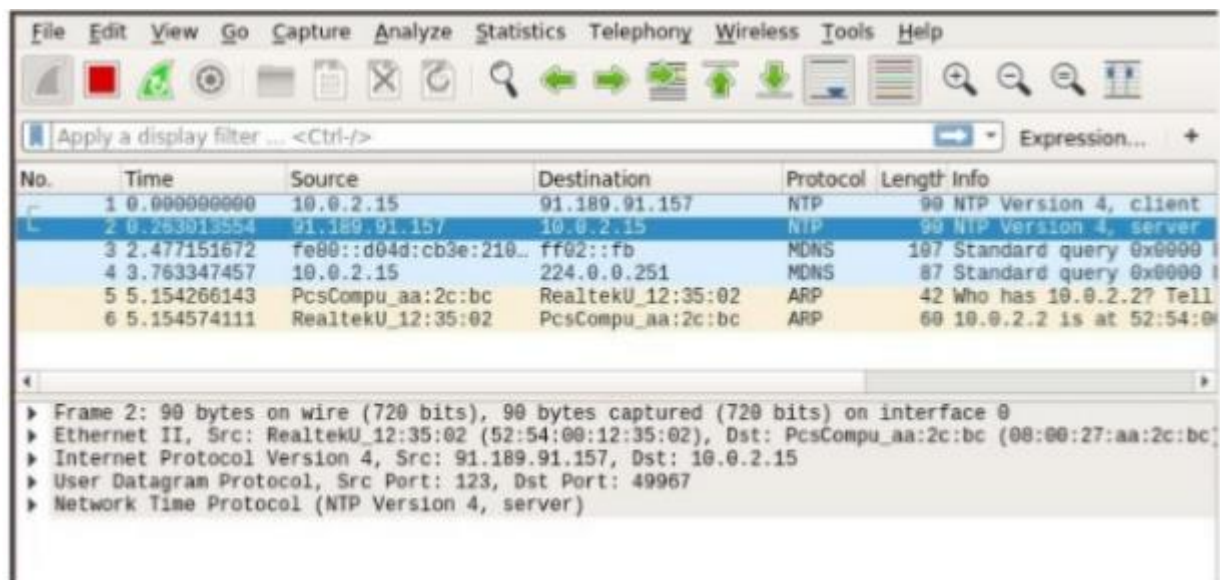 File Edit View Go Capture Analyze Statistics Telephony Wireless Tools Help
Apply a display filter ... <Ctrl-/> Expression... +
No. Time Source Destination Protocol Length Info
1 0.000000000 10.0.2.15 91.189.91.157 NTP 90 NTP Version 4, client
2 0.263013554 91.189.91.157 10.0.2.15 NTP 90 NTP Version 4, server
3 2.477151672 fe80::d04d:cb3e:210… ff02::fb MDNS 107 Standard query 0x0000
4 3.763347457 10.0.2.15 224.0.0.251 MDNS 87 Standard query 0x0000
5 5.154266143 PcsCompu_aa:2c:bc RealtekU_12:35:02 ARP 42 Who has 10.0.2.2? Tell
6 5.154574111 RealtekU_12:35:02 PcsCompu_aa:2c:bc ARP 60 10.0.2.2 is at 52:54:0
Frame 2: 90 bytes on wire (720 bits), 90 bytes captured (720 bits) on interface 0
Ethernet II, Src: RealtekU_12:35:02 (52:54:00:12:35:02), Dst: PcsCompu_aa:2c:bc (08:00:27:aa:2c:bc)
Internet Protocol Version 4, Src: 91.189.91.157, Dst: 10.0.2.15
User Datagram Protocol, Src Port: 123, Dst Port: 49967
Network Time Protocol (NTP Version 4, server)